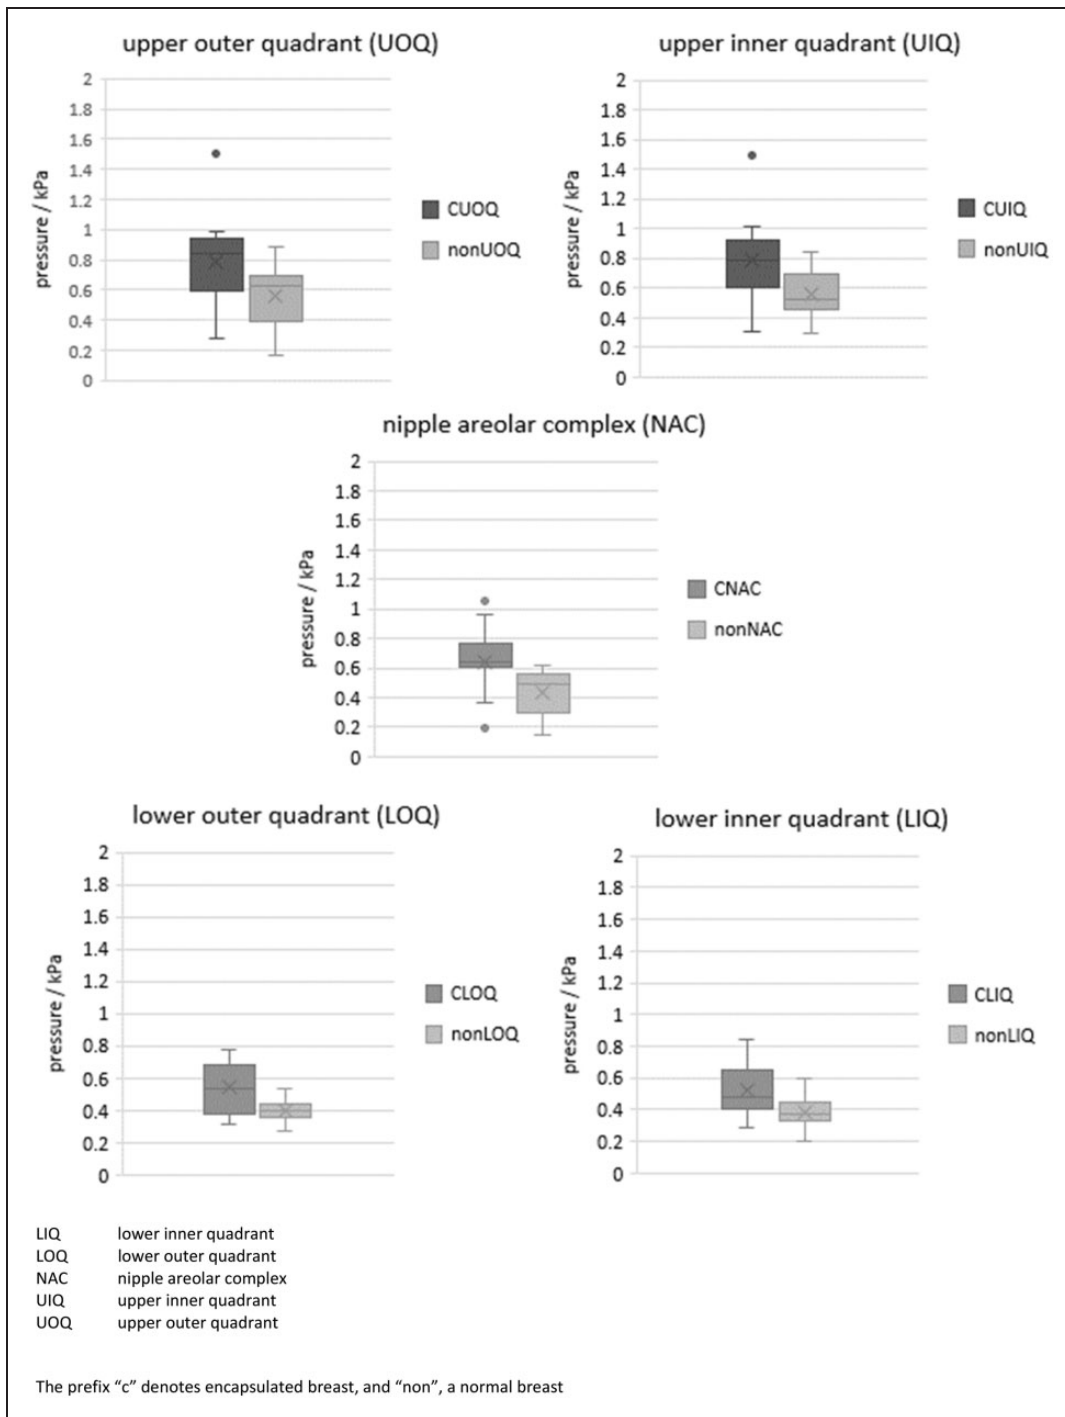 upper outer quadrant (UOQ)
2
1.8
1.6
1.4
1.2
1
0.8
0.6
0.4
0.2
0
pressure / kPa
CUOQ
nonUOQ
upper inner quadrant (UIQ)
2
1.8
1.6
1.4
1.2
1
0.8
0.6
0.4
0.2
0
pressure / kPa
CUIQ
nonUIQ
nipple areolar complex (NAC)
2
1.8
1.6
1.4
1.2
1
0.8
0.6
0.4
0.2
0
pressure / kPa
CNAC
nonNAC
lower outer quadrant (LOQ)
2
1.8
1.6
1.4
1.2
1
0.8
0.6
0.4
0.2
0
pressure / kPa
CLOQ
nonLOQ
lower inner quadrant (LIQ)
2
1.8
1.6
1.4
1.2
1
0.8
0.6
0.4
0.2
0
pressure / kPa
CLIQ
nonLIQ
LIQ lower inner quadrant
LOQ lower outer quadrant
NAC nipple areolar complex
UIQ upper inner quadrant
UOQ upper outer quadrant
The prefix “c” denotes encapsulated breast, and “non”, a normal breast